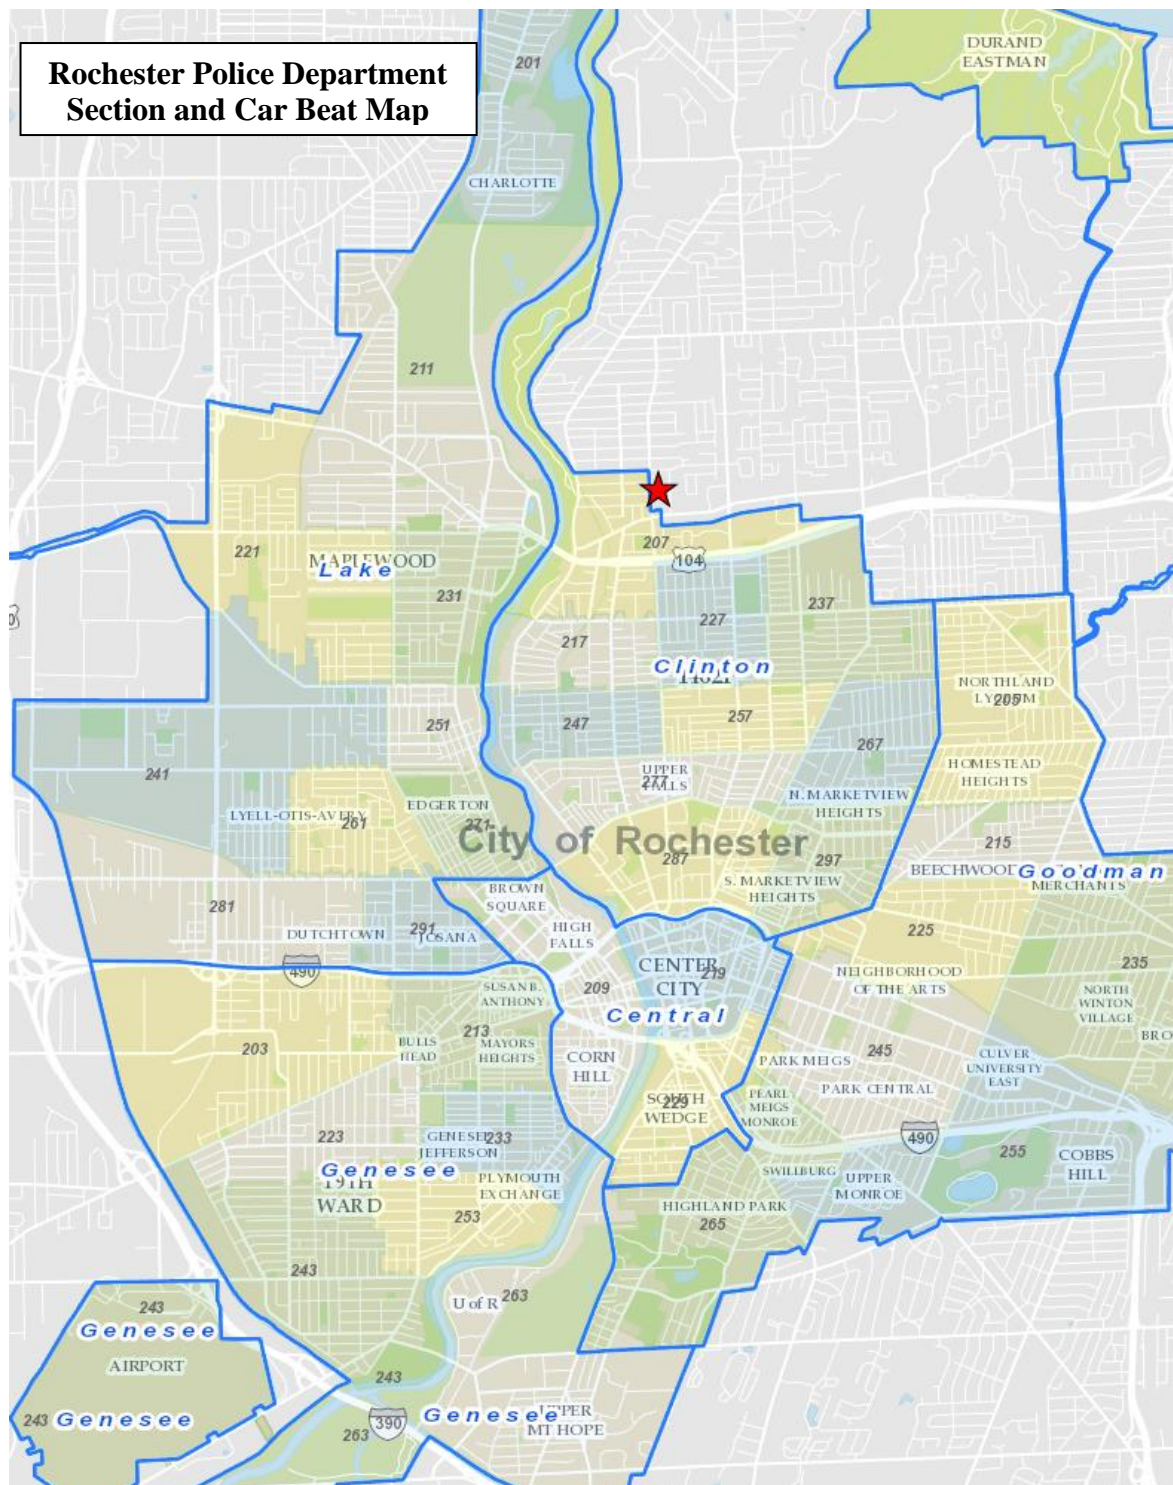 Rochester Police Department
Section and Car Beat Map
DURAND
EASTMAN
201
CHARLOTTE
211
207
104
221
MAPLEWOOD
Lake
231
237
227
217
Clinton
NORTHLAND
205
251
247
257
267
241
UPPER
277
HOMESTEAD
HEIGHTS
N. MARKETVIEW
HEIGHTS
EDGERTON
LYELL-OTIS-AVERY
261
271
City of Rochester
215
287
297
BEECHWOOD
Goodman
MERCHANTS
S. MARKETVIEW
HEIGHTS
BROWN
SQUARE
281
291
DUTCHTOWN
JOSANA
HIGH
FALLS
225
235
490
CENTER
CITY
219
NEIGHBORHOOD
OF THE ARTS
SUSAN B.
ANTHONY
209
NORTH
WINTON
VILLAGE
Central
213
203
BULLS
HEAD
MAYORS
HEIGHTS
BRO
245
CORN
HILL
PARK MEIGS
CULVER
UNIVERSITY
EAST
PARK CENTRAL
SOUTH
WEDGE
229
PEARL
MEIGS
MONROE
223
GENESEE
JEFFERSON
233
490
255
COBBS
HILL
Genesee
19TH
WARD
PLYMOUTH
EXCHANGE
SWILLBURG
UPPER
MONROE
HIGHLAND PARK
253
265
243
U of R
263
243
Genesee
AIRPORT
243
243
Genesee
Genesee
390
UPPER
MT HOPE
263